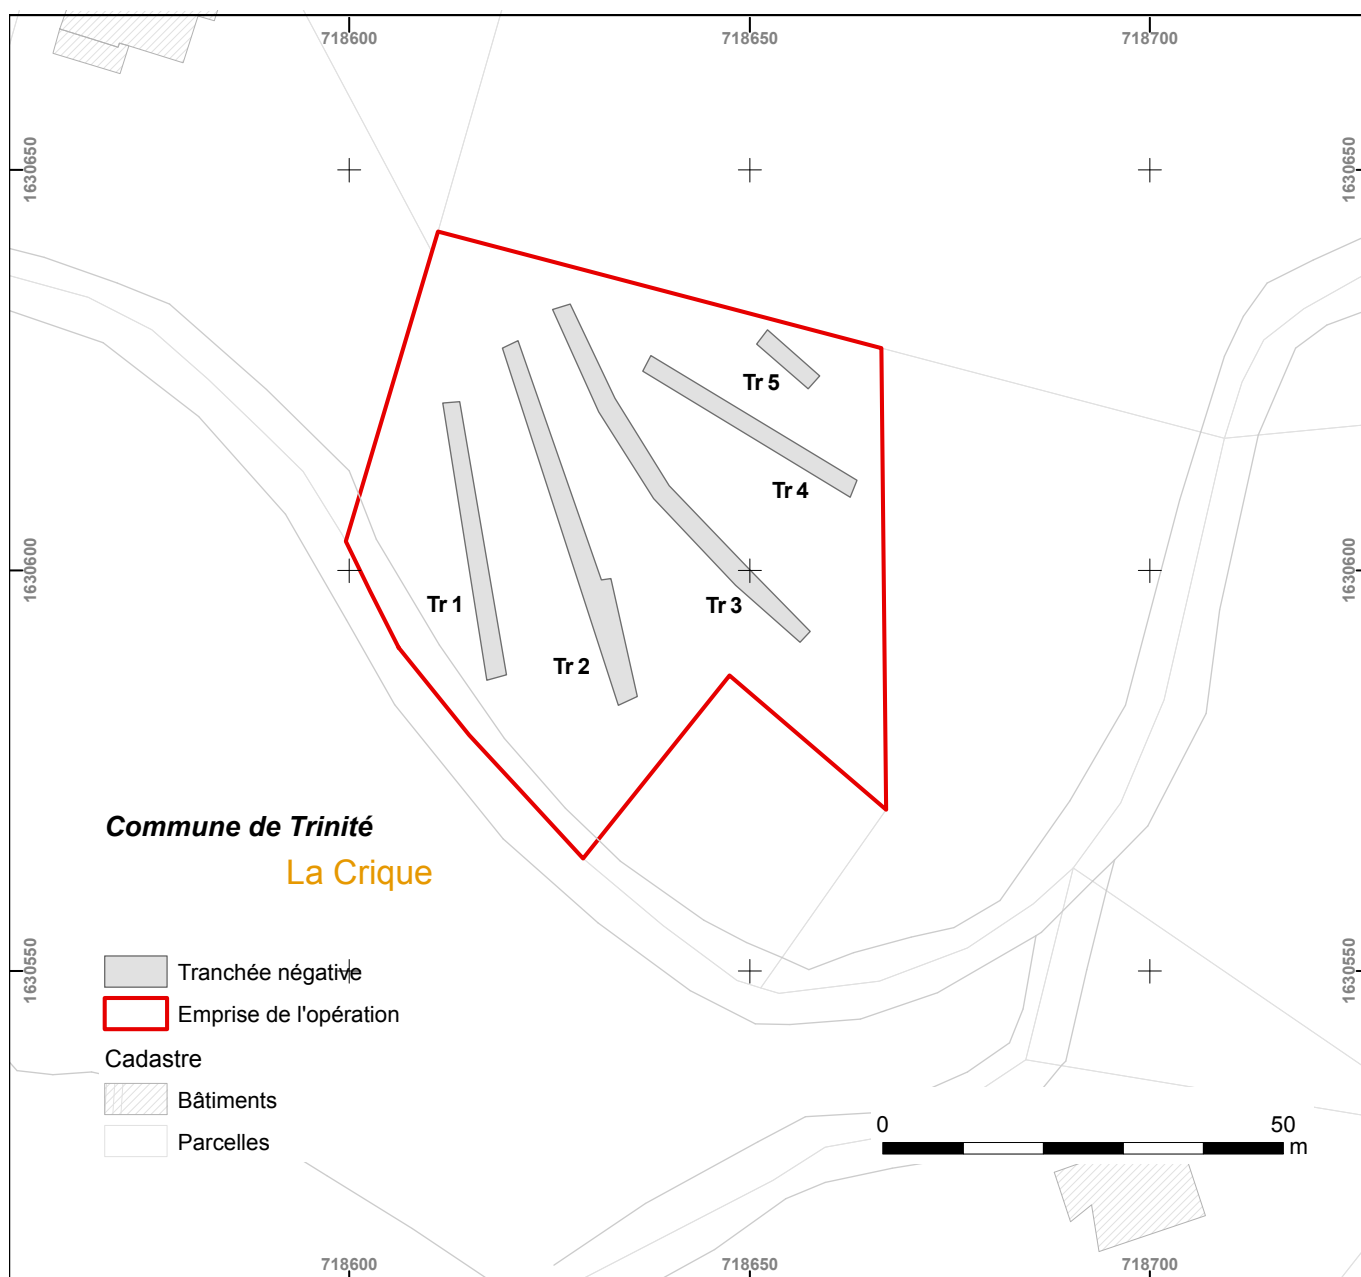 718600 718650 718700
1630650 1630650
Tr 5
Tr 4
1630600 1630600
Tr 1
Tr 3
Tr 2
Commune de Trinité
La Crique
1630550 1630550
Tranchée négative
Emprise de l'opération
Cadastre
Bâtiments
Parcelles
0 50
m
718600 718650 718700